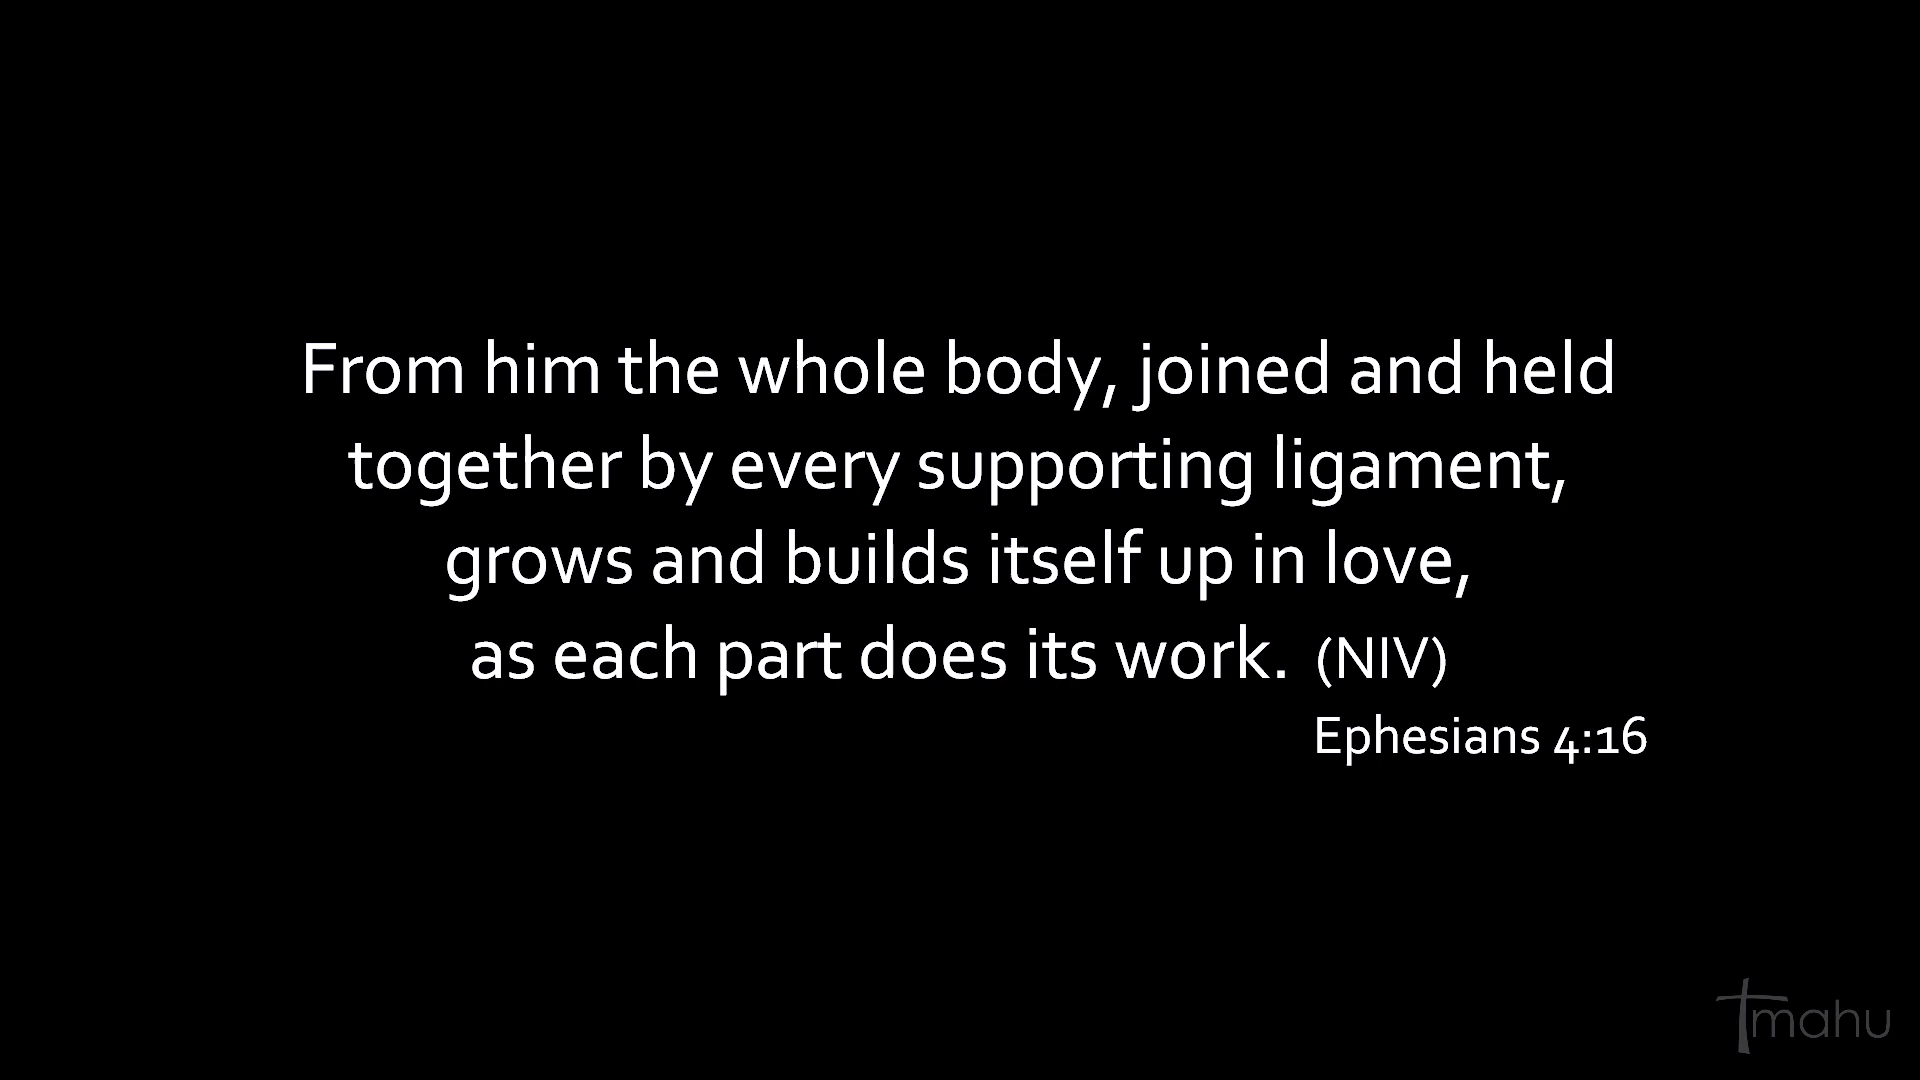 From him the whole body, joined and held
together by every supporting ligament,
grows and builds itself up in love,
as each part does its work. (NIV)
Ephesians 4:16
mahu